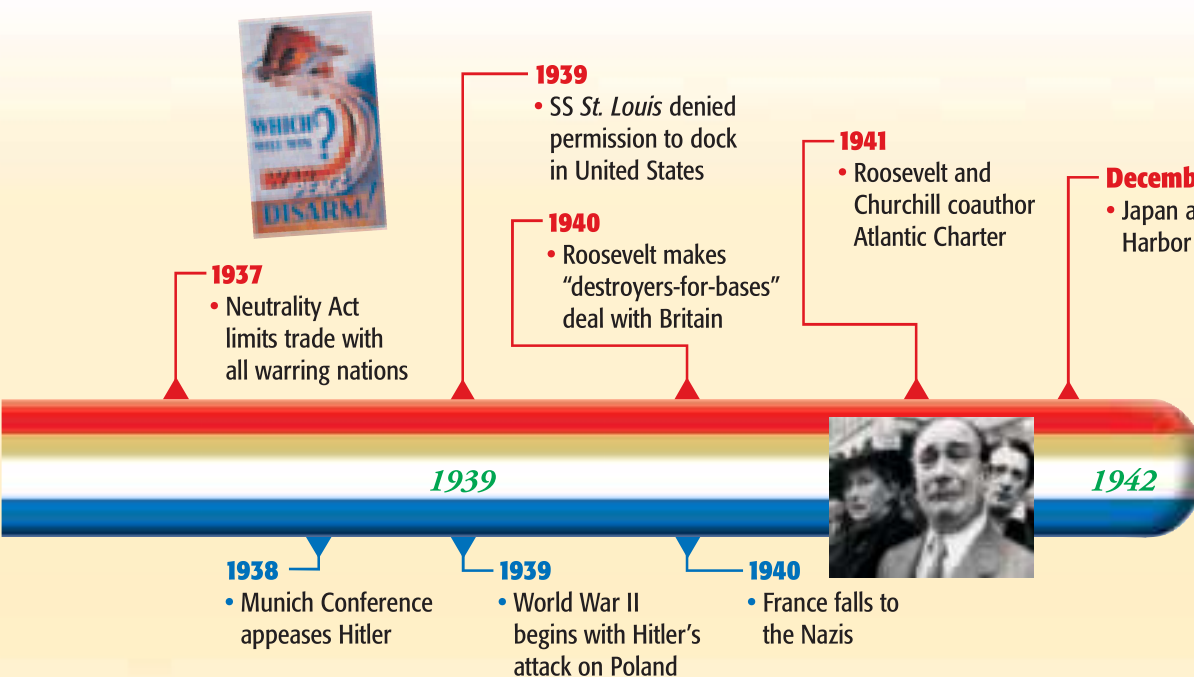 WHICH
WILL WIN
?
WAR
PEACE
DISARM!
1937
• Neutrality Act
limits trade with
all warring nations
1939
• SS St. Louis denied
permission to dock
in United States
1940
• Roosevelt makes
“destroyers-for-bases”
deal with Britain
1941
• Roosevelt and
Churchill coauthor
Atlantic Charter
Decemb
• Japan a
Harbor
1939
1942
1938
• Munich Conference
appeases Hitler
1939
• World War II
begins with Hitler’s
attack on Poland
1940
• France falls to
the Nazis